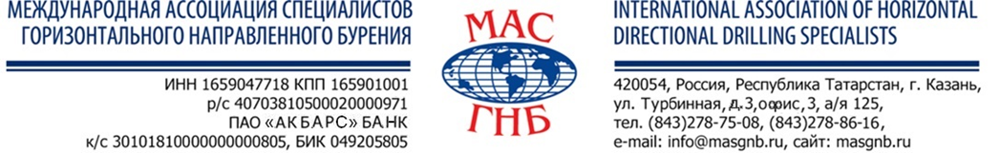 МЕЖДУНАРОДНАЯ АССОЦИАЦИЯ СПЕЦИАЛИСТОВ
ГОРИЗОНТАЛЬНОГО НАПРАВЛЕННОГО БУРЕНИЯ
ИНН 1659047718 КПП 165901001
р/с 40703810500020000971
ПАО «АК БАРС» БАНК
к/с 30101810000000000805, БИК 049205805
МАС
ГНБ
INTERNATIONAL ASSOCIATION OF HORIZONTAL
DIRECTIONAL DRILLING SPECIALISTS
420054, Россия, Республика Татарстан, г. Казань,
ул. Турбинная, д.3,офис,3, а/я 125,
тел. (843)278-75-08, (843)278-86-16,
e-mail: info@masgnb.ru, сайт: masgnb.ru